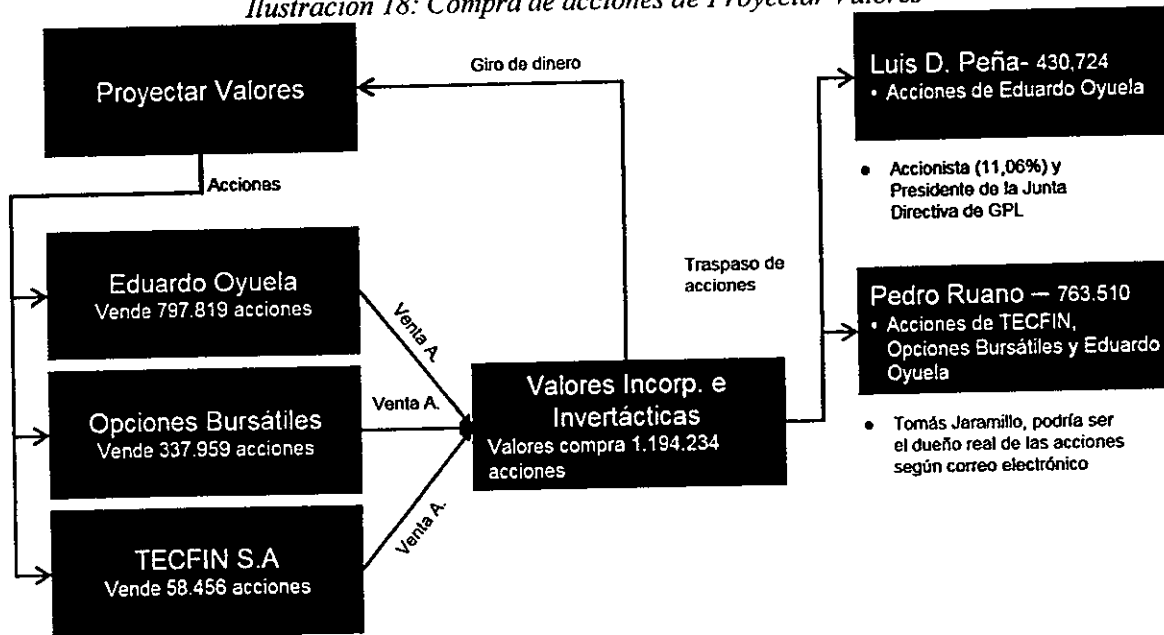 Ilustración 18: Compra de acciones de Proyectar Valores
Proyectar Valores
Giro de dinero
Acciones
Eduardo Oyuela
Vende 797.819 acciones
Opciones Bursátiles
Vende 337.959 acciones
TECFIN S.A
Vende 58.456 acciones
Venta A.
Venta A.
Venta A.
Valores Incorp. e
Invertácticas
Valores compra 1.194.234
acciones
Traspaso de
acciones
Luis D. Peña- 430,724
• Acciones de Eduardo Oyuela
• Accionista (11,06%) y
Presidente de la Junta
Directiva de GPL
Pedro Ruano — 763.510
• Acciones de TECFIN,
Opciones Bursátiles y Eduardo
Oyuela
• Tomás Jaramillo, podría ser
el dueño real de las acciones
según correo electrónico